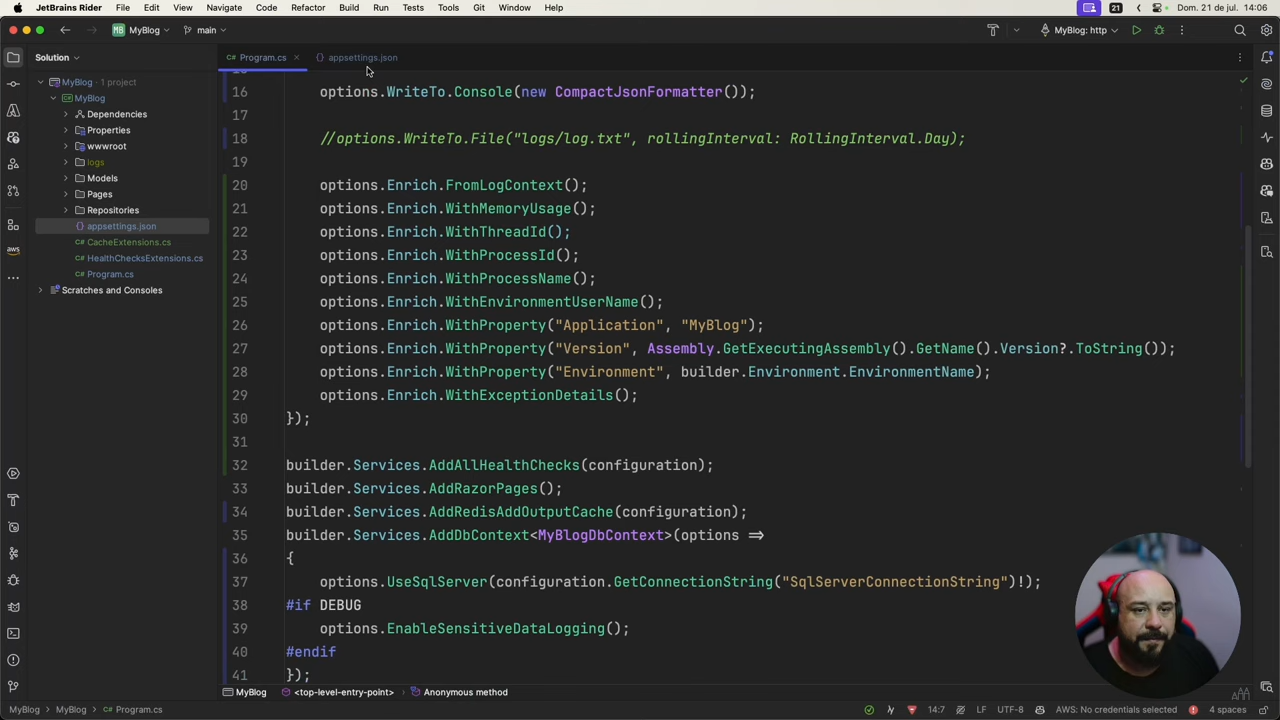 JetBrains Rider File Edit View Navigate Code Refactor Build Run Tests Tools Git Window Help 21 Dom. 21 de jul. 14:06
MB MyBlog main MyBlog: http
Solution
C# Program.cs
{} appsettings.json
MyBlog 1 project
MyBlog
Dependencies
Properties
wwwroot
logs
Models
Pages
Repositories
{} appsettings.json
C# CacheExtensions.cs
C# HealthChecksExtensions.cs
C# Program.cs
Scratches and Consoles
aws
16 options.WriteTo.Console(new CompactJsonFormatter());
17
18 //options.WriteTo.File("logs/log.txt", rollingInterval: RollingInterval.Day);
19
20 options.Enrich.FromLogContext();
21 options.Enrich.WithMemoryUsage();
22 options.Enrich.WithThreadId();
23 options.Enrich.WithProcessId();
24 options.Enrich.WithProcessName();
25 options.Enrich.WithEnvironmentUserName();
26 options.Enrich.WithProperty("Application", "MyBlog");
27 options.Enrich.WithProperty("Version", Assembly.GetExecutingAssembly().GetName().Version?.ToString());
28 options.Enrich.WithProperty("Environment", builder.Environment.EnvironmentName);
29 options.Enrich.WithExceptionDetails();
30 });
31
32 builder.Services.AddAllHealthChecks(configuration);
33 builder.Services.AddRazorPages();
34 builder.Services.AddRedisAddOutputCache(configuration);
35 builder.Services.AddDbContext<MyBlogDbContext>(options =>
36 {
37 options.UseSqlServer(configuration.GetConnectionString("SqlServerConnectionString")!);
38 #if DEBUG
39 options.EnableSensitiveDataLogging();
40 #endif
41 });
MyBlog <top-level-entry-point> Anonymous method
MyBlog > MyBlog > C# Program.cs 14:7 LF UTF-8 AWS: No credentials selected 4 spaces